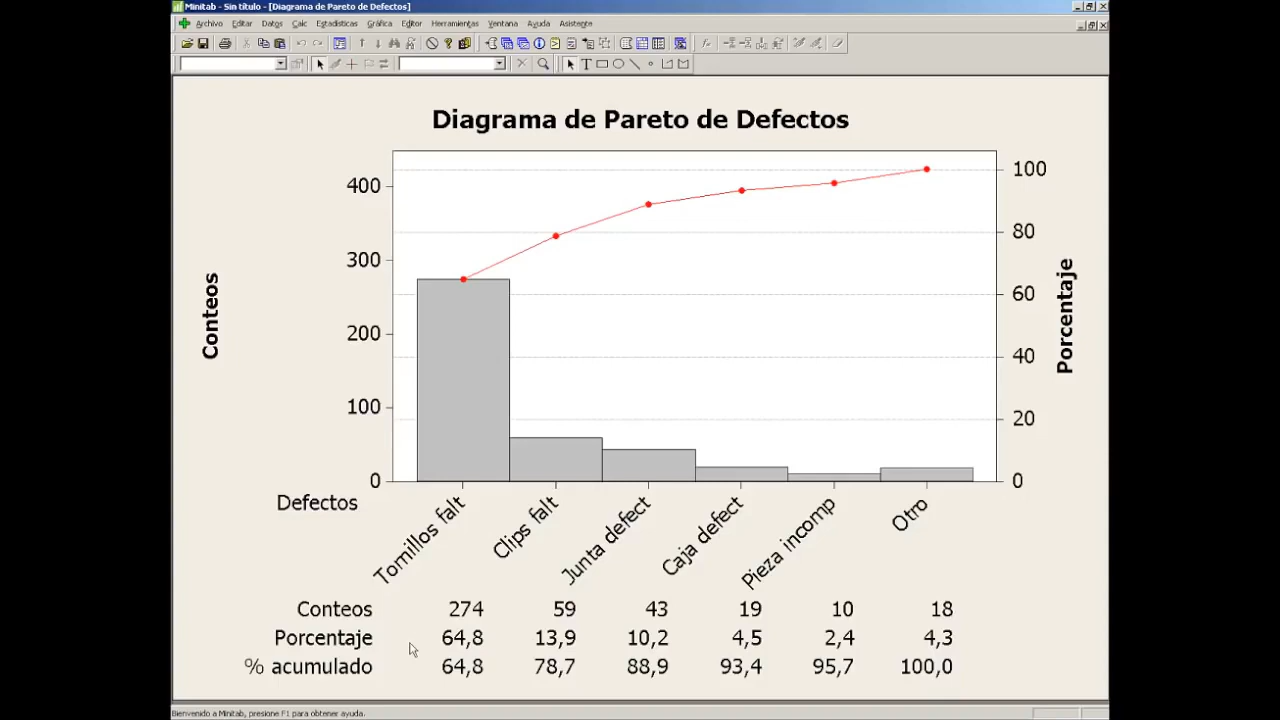 Minitab - Sin título - [Diagrama de Pareto de Defectos]
Archivo Editar Datos Calc Estadísticas Gráfica Editor Herramientas Ventana Ayuda Asistente
Diagrama de Pareto de Defectos
Conteos
400
300
200
100
0
100
80
60
40
20
0
Porcentaje
Defectos
Tornillos falt
Clips falt
Junta defect
Caja defect
Pieza incomp
Otro
Conteos 274 59 43 19 10 18
Porcentaje 64,8 13,9 10,2 4,5 2,4 4,3
% acumulado 64,8 78,7 88,9 93,4 95,7 100,0
Bienvenido a Minitab, presione F1 para obtener ayuda.